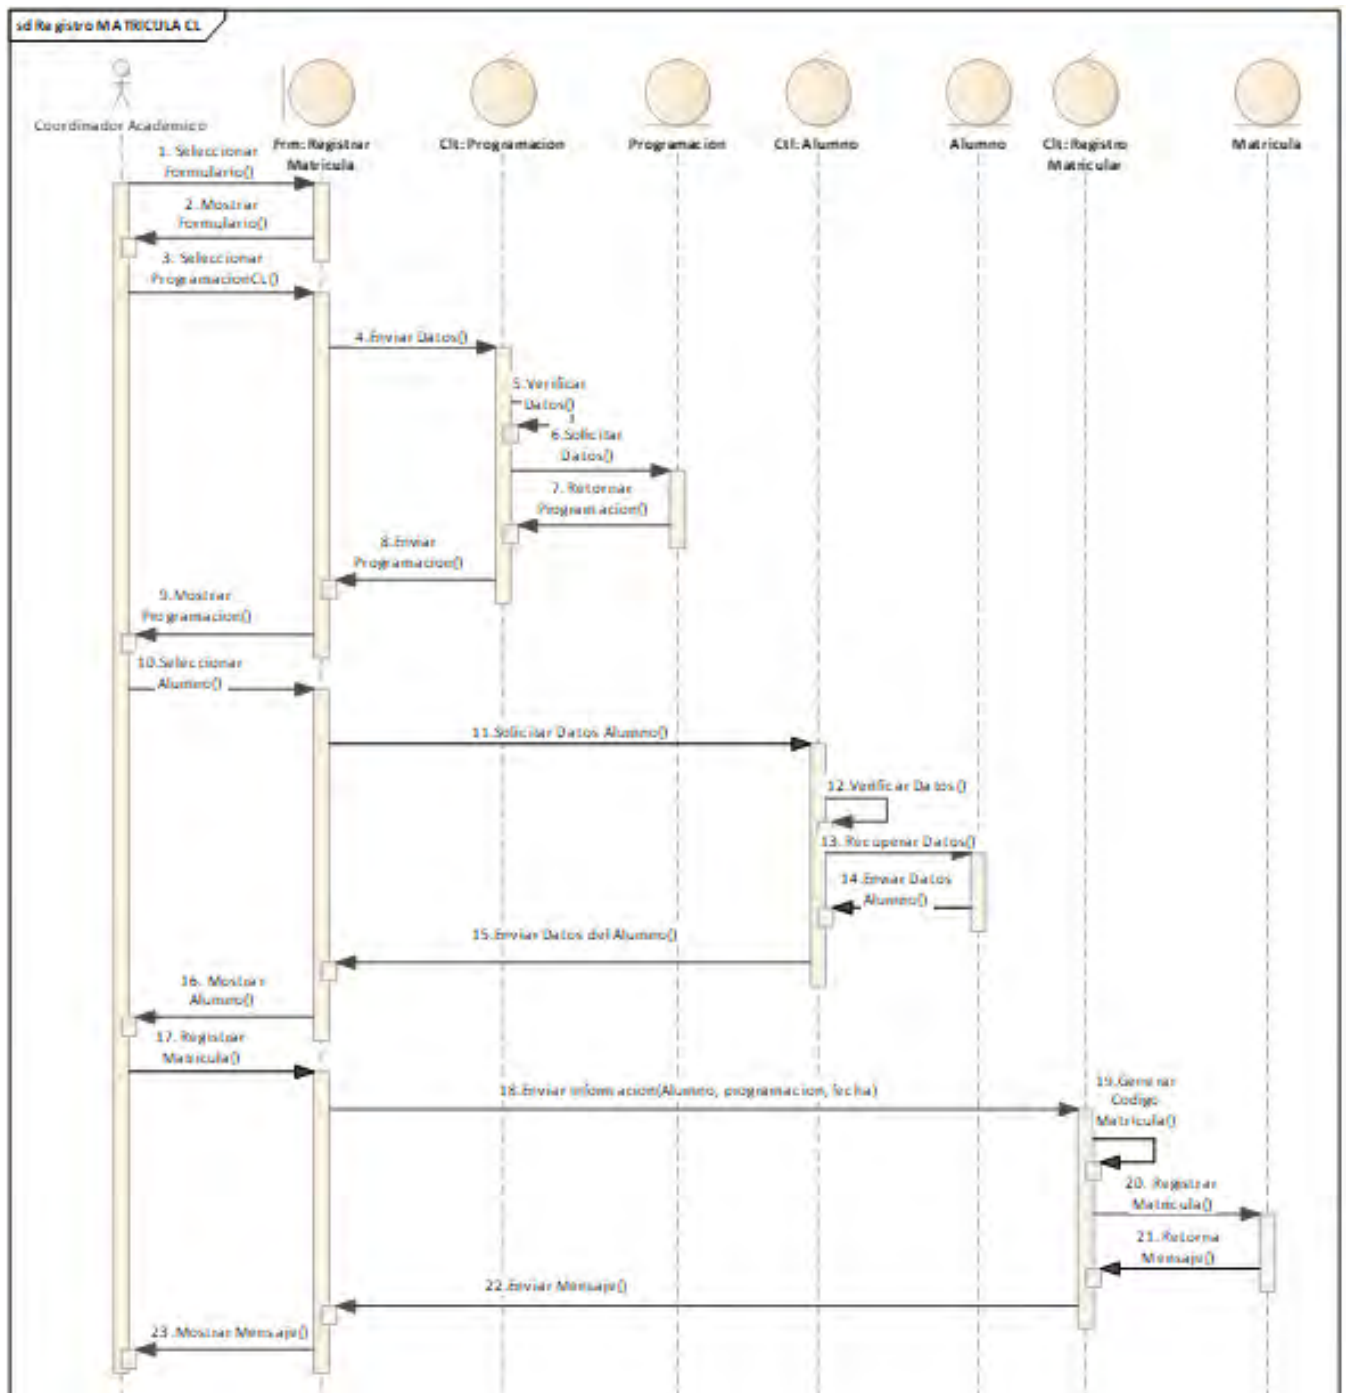 sd Registro MATRICULA CL
Coordinador Academico
Frm: Registrar
Matricula
Clt: Programacion
Programacion
Ctl: Alumno
Alumno
Clt: Registro
Matricular
Matricula
1. Seleccionar
Formulario()
2. Mostrar
Formulario()
3. Seleccionar
ProgramacionCL()
4.Enviar Datos()
5.Verificar
Datos()
6.Solicitar
Datos()
7. Retornar
Programacion()
8.Enviar
Programacion()
9.Mostrar
Programacion()
10.Seleccionar
Alumno()
11.Solicitar Datos Alumno()
12.Verificar Datos()
13. Recuperar Datos()
14.Enviar Datos
Alumno()
15.Enviar Datos del Alumno()
16. Mostrar
Alumno()
17. Registrar
Matricula()
18.Enviar informacion(Alumno, programacion, fecha)
19.Generar
Codigo
Matricula()
20. Registrar
Matricula()
21.Retorna
Mensaje()
22.Enviar Mensaje()
23.Mostrar Mensaje()